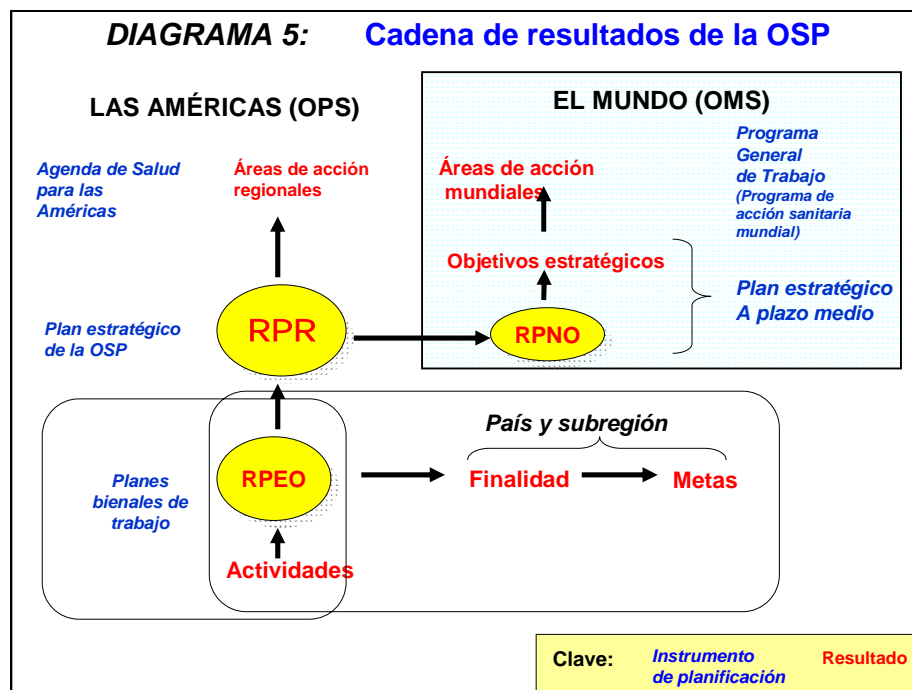 DIAGRAMA 5: Cadena de resultados de la OSP
LAS AMÉRICAS (OPS)
EL MUNDO (OMS)
Agenda de Salud
para las
Américas
Áreas de acción
regionales
Áreas de acción
mundiales
Programa
General
de Trabajo
(Programa de
acción sanitaria
mundial)
Objetivos estratégicos
Plan estratégico
A plazo medio
Plan estratégico
de la OSP
RPR
RPNO
País y subregión
Planes
bienales de
trabajo
RPEO
Finalidad
Metas
Actividades
Clave:
Instrumento
de planificación
Resultado